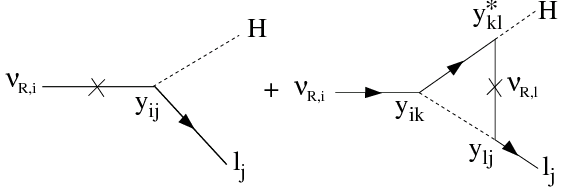 H
ν_{R,i}
y_{ij}
l_j
+
ν_{R,i}
y_{ik}
y*_{kl}
H
ν_{R,l}
y_{lj}
l_j